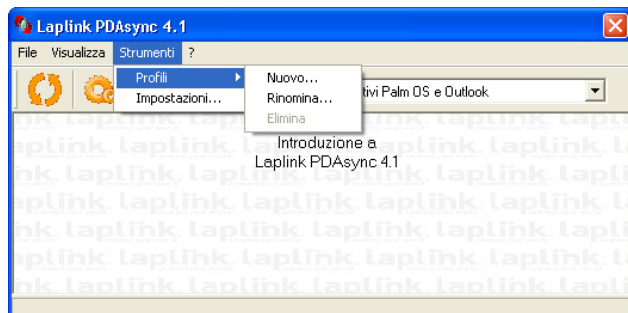 Laplink PDAsync 4.1
File Visualizza Strumenti ?
Profili
Impostazioni...
Nuovo...
Rinomina...
Elimina
tivi Palm OS e Outlook
Introduzione a
Laplink PDAsync 4.1